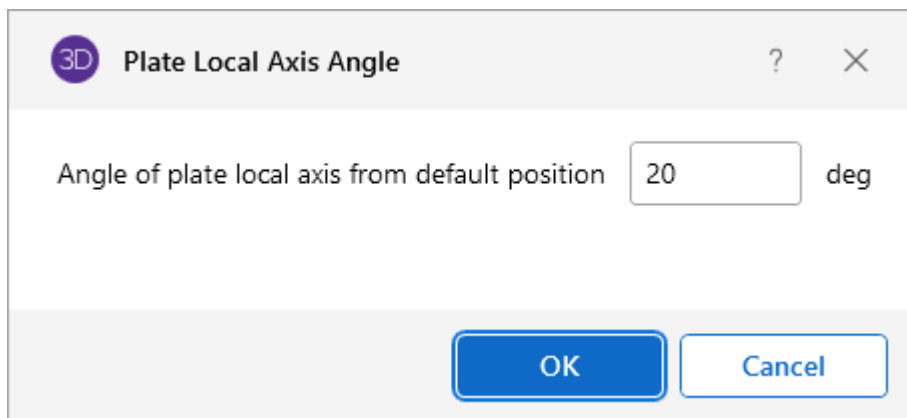 3D Plate Local Axis Angle ?
Angle of plate local axis from default position 20 deg
OK Cancel